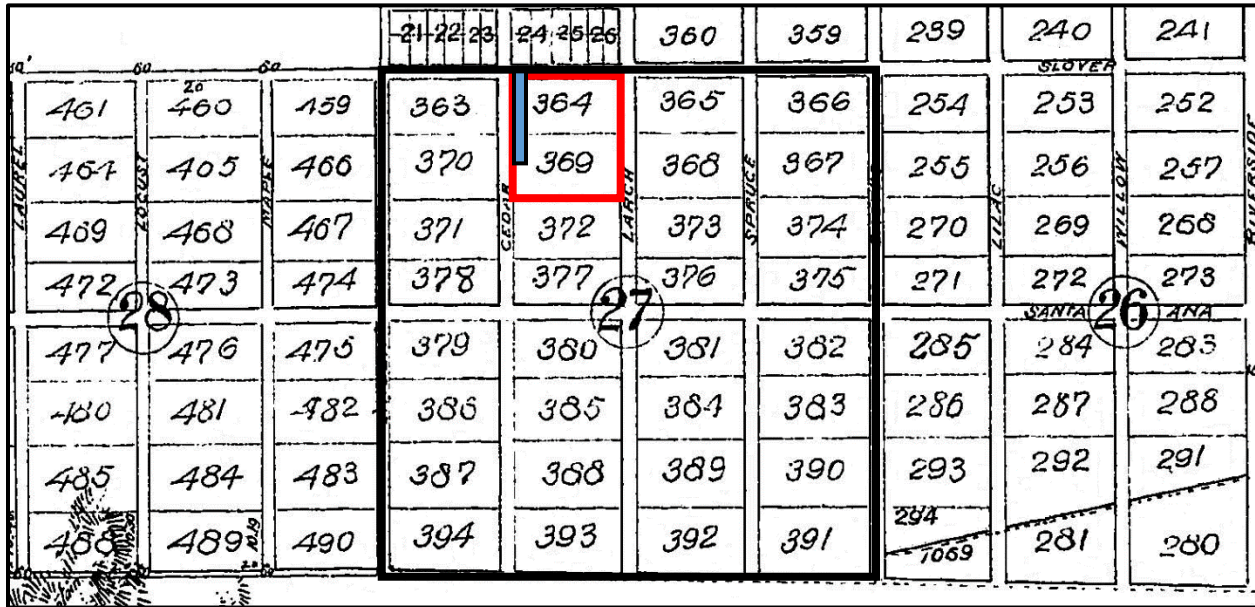 21 22 23 24 25 26 360 359 239 240 241
60' 60 60 SLOVER
461 20 460 459 363 364 365 366 254 253 252
464 465 466 370 369 368 367 255 256 257
LAUREL LOCUST MAPLE CEDAR LARCH SPRUCE LILAC WILLOW RIVERSIDE
469 468 467 371 372 373 374 270 269 268
472 473 474 378 377 376 375 271 272 273
28 27 SANTA 26 ANA
477 476 475 379 380 381 382 285 284 283
480 481 482 386 385 384 383 286 287 288
485 484 483 387 388 389 390 293 292 291
488 489 490 394 393 392 391 294 281 280
1069